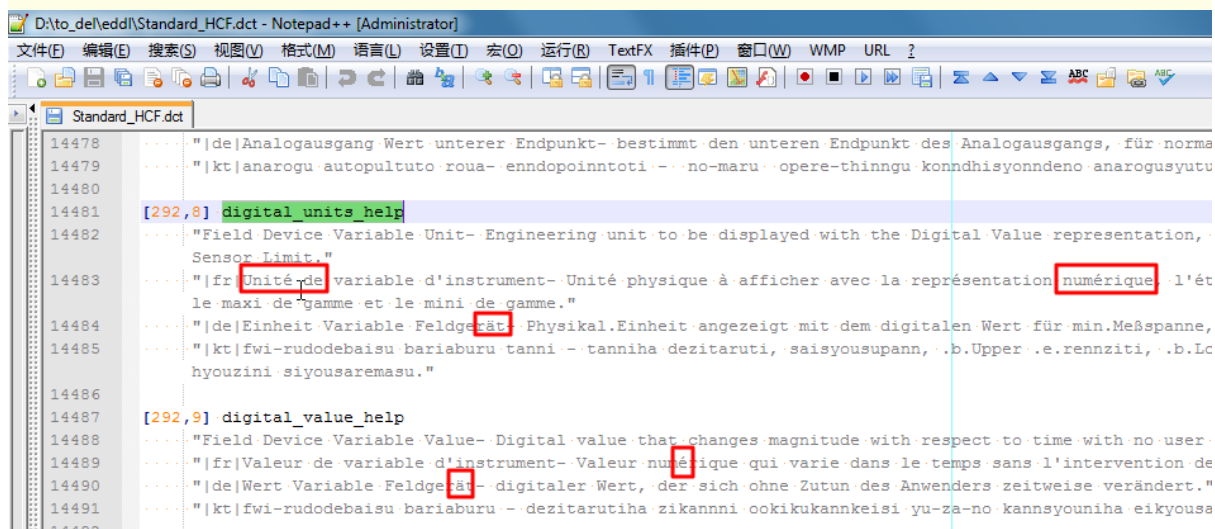 D:\to_del\eddl\Standard_HCF.dct - Notepad++ [Administrator]
文件(F) 编辑(E) 搜索(S) 视图(V) 格式(M) 语言(L) 设置(T) 宏(O) 运行(R) TextFX 插件(P) 窗口(W) WMP URL ?
Standard_HCF.dct
14478 "|de|Analogausgang Wert unterer Endpunkt- bestimmt den unteren Endpunkt des Analogausgangs, für norma
14479 "|kt|anarogu autopultuto roua- enndopoinntoti - no-maru opere-thinngu konndhisyonndeno anarogusyutu
14480
14481 [292,8] digital_units_help
14482 "Field Device Variable Unit- Engineering unit to be displayed with the Digital Value representation,
Sensor Limit."
14483 "|fr|Unité de variable d'instrument- Unité physique à afficher avec la représentation numérique, l'ét
le maxi de gamme et le mini de gamme."
14484 "|de|Einheit Variable Feldgerät- Physikal.Einheit angezeigt mit dem digitalen Wert für min.Meßspanne,
14485 "|kt|fwi-rudodebaisu bariaburu tanni - tanniha dezitaruti, saisyousupann, .b.Upper .e.rennziti, .b.Lo
hyouzini siyousaremasu."
14486
14487 [292,9] digital_value_help
14488 "Field Device Variable Value- Digital value that changes magnitude with respect to time with no user
14489 "|fr|Valeur de variable d'instrument- Valeur numérique qui varie dans le temps sans l'intervention de
14490 "|de|Wert Variable Feldgerät- digitaler Wert, der sich ohne Zutun des Anwenders zeitweise verändert."
14491 "|kt|fwi-rudodebaisu bariaburu - dezitarutiha zikannni ookikukannkeisi yu-za-no kannsyouniha eikyousa